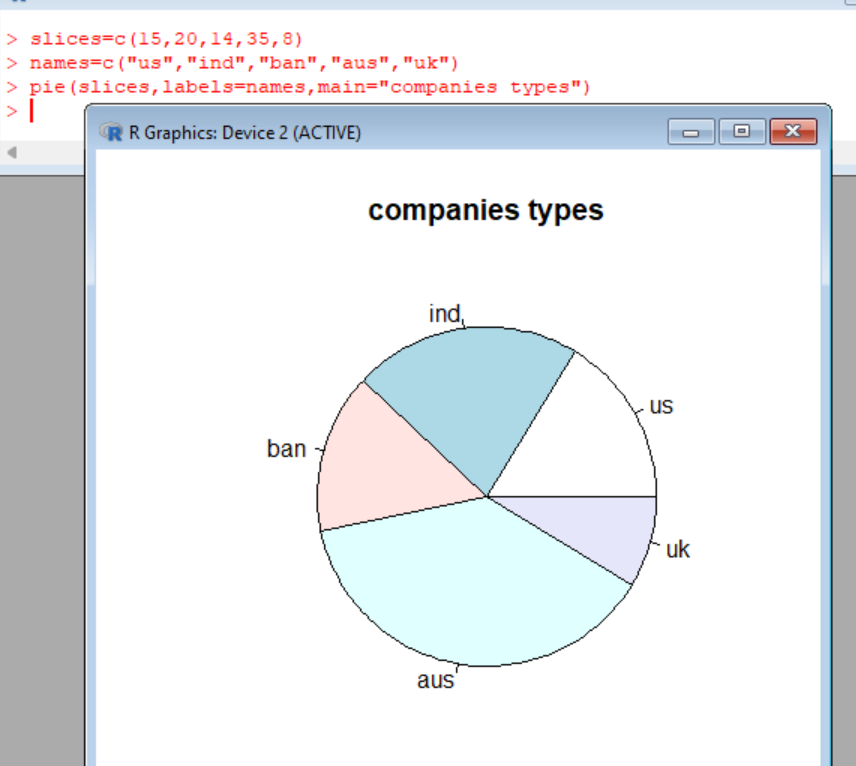 > slices=c(15,20,14,35,8)
> names=c("us","ind","ban","aus","uk")
> pie(slices,labels=names,main="companies types")
>
R Graphics: Device 2 (ACTIVE)
companies types
ind
us
ban
uk
aus